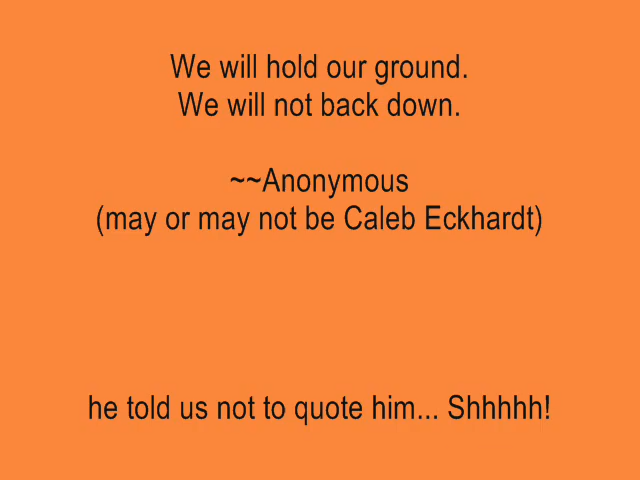 We will hold our ground.
We will not back down.
~~Anonymous
(may or may not be Caleb Eckhardt)
he told us not to quote him... Shhhhh!